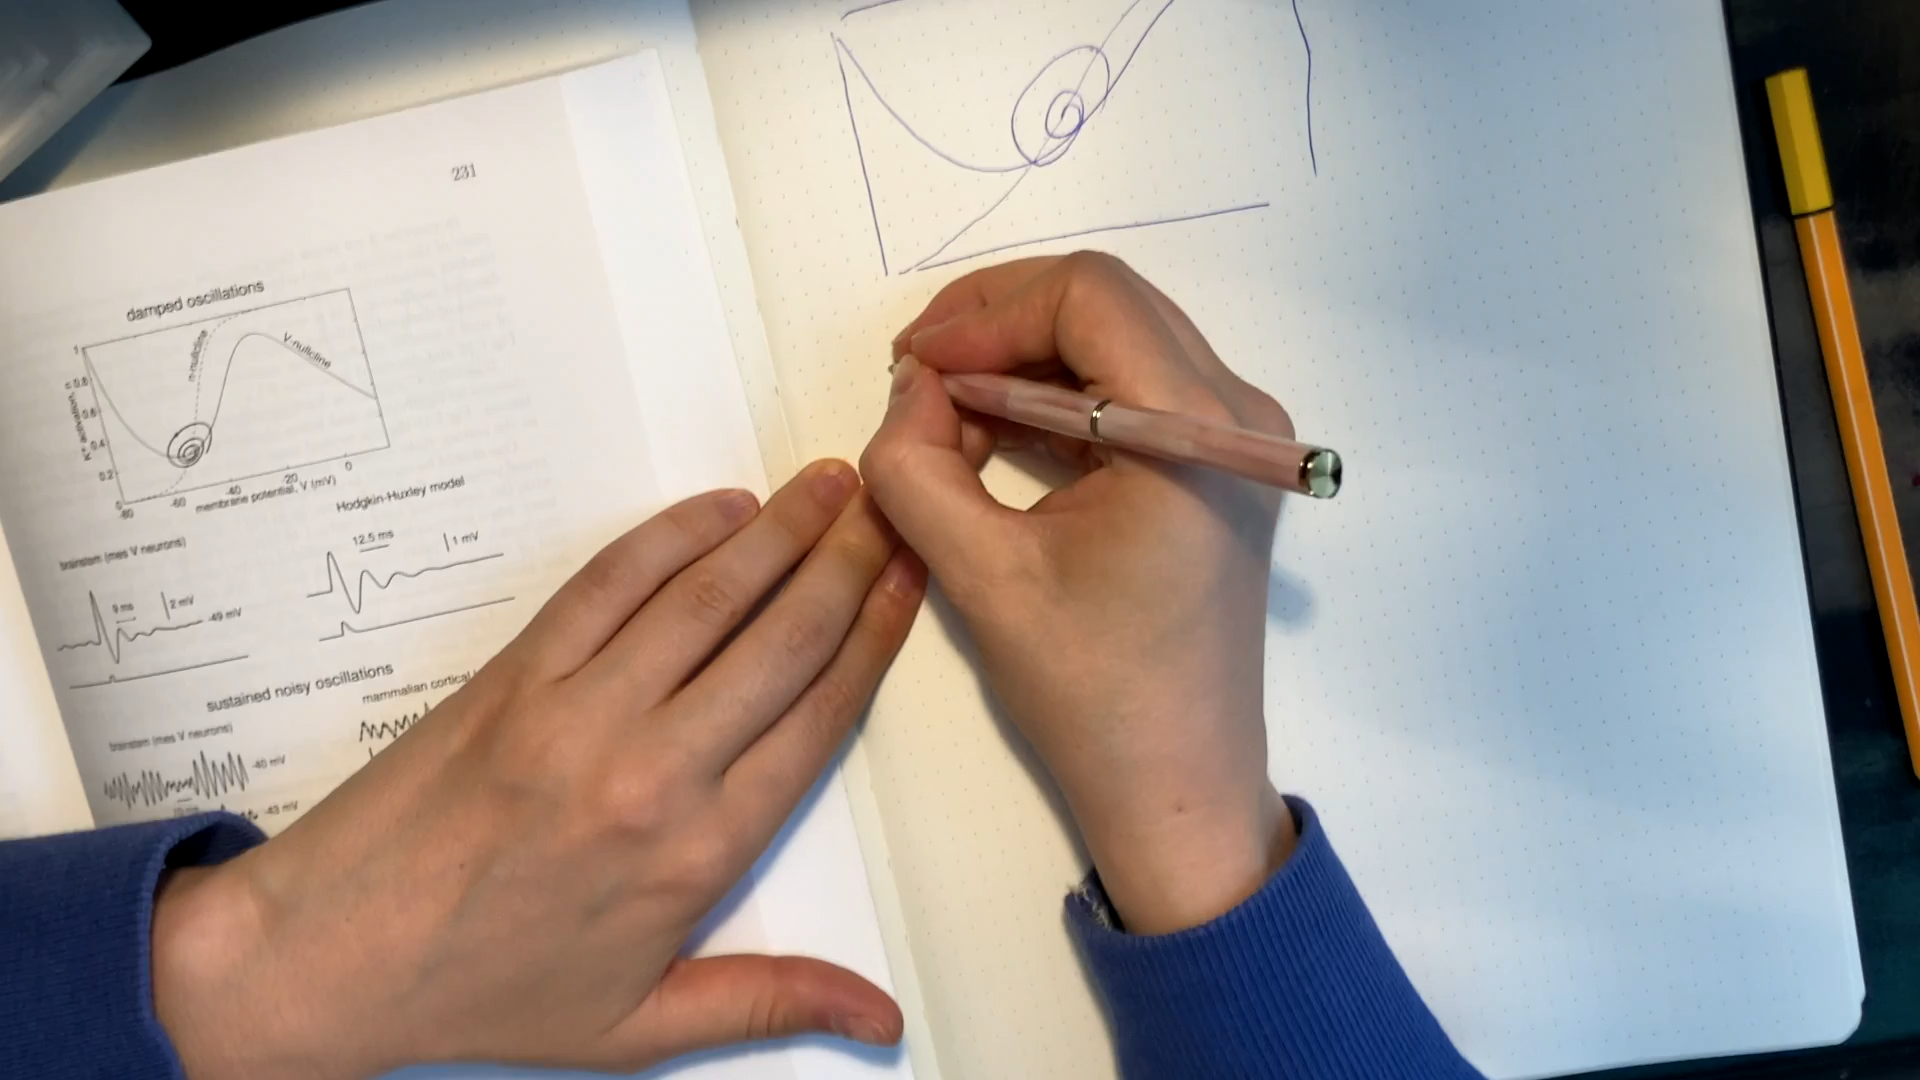 231
damped oscillations
n-nullcline
V-nullcline
1
0.8
0.6
0.4
0.2
0
K+ activation, n
-80
-60
-40
-20
0
membrane potential, V (mV)
brainstem (mes V neurons)
Hodgkin-Huxley model
12.5 ms
1 mV
9 ms
2 mV
-49 mV
sustained noisy oscillations
brainstem (mes V neurons)
mammalian cortical
-40 mV
-43 mV